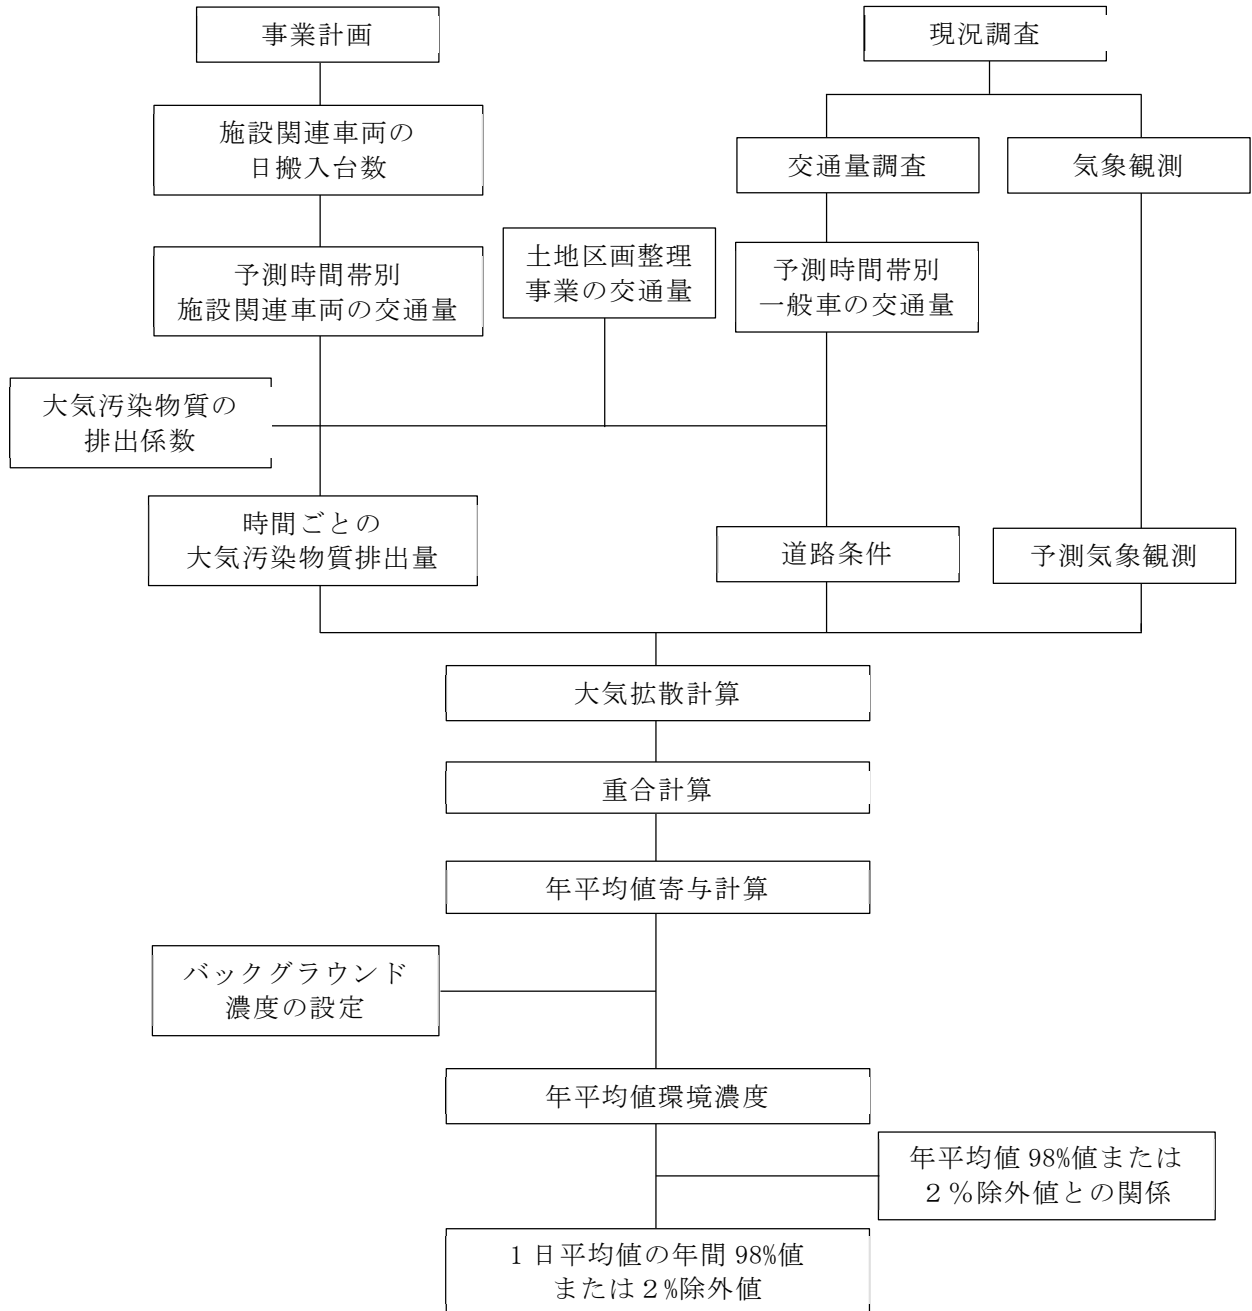 事業計画
現況調査
施設関連車両の
日搬入台数
交通量調査
気象観測
予測時間帯別
施設関連車両の交通量
土地区画整理
事業の交通量
予測時間帯別
一般車の交通量
大気汚染物質の
排出係数
時間ごとの
大気汚染物質排出量
道路条件
予測気象観測
大気拡散計算
重合計算
年平均値寄与計算
バックグラウンド
濃度の設定
年平均値環境濃度
年平均値 98%値または
２％除外値との関係
1 日平均値の年間 98%値
または２%除外値